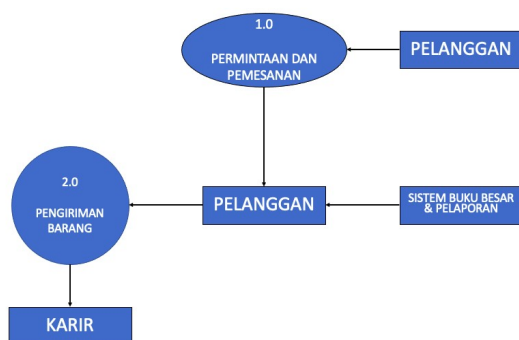 1.0
PERMINTAAN DAN
PEMESANAN
PELANGGAN
2.0
PENGIRIMAN
BARANG
PELANGGAN
SISTEM BUKU BESAR
& PELAPORAN
KARIR